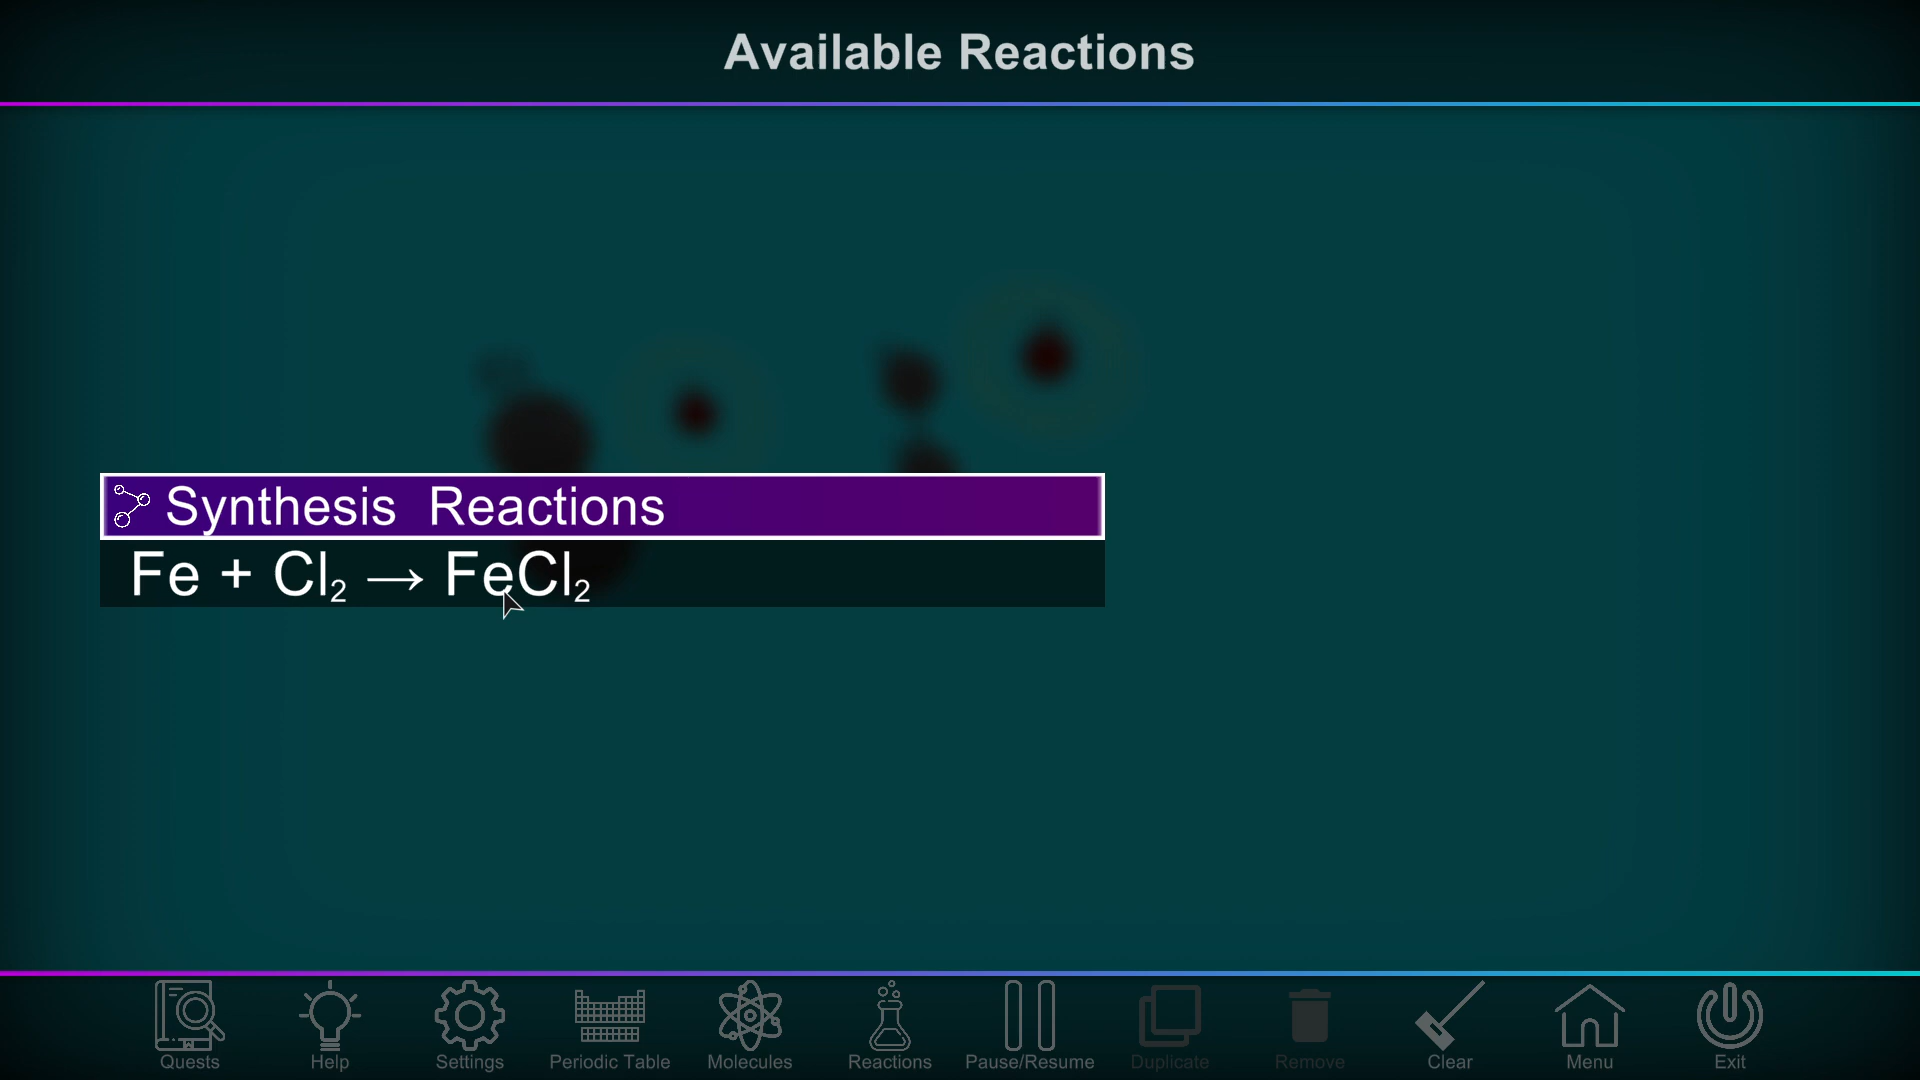 Available Reactions
Synthesis Reactions
Fe + Cl₂ → FeCl₂
Quests
Help
Settings
Periodic Table
Molecules
Reactions
Pause/Resume
Duplicate
Remove
Clear
Menu
Exit